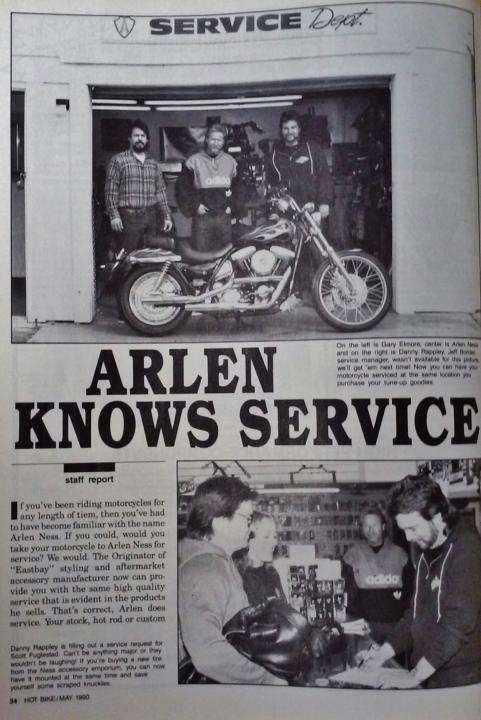 SERVICE Dept.
adidas
On the left is Gary Elmore, center is Arlen Ness
and on the right is Danny Rappley. Jeff Border,
service manager, wasn't available for this picture,
we'll get 'em next time! Now you can have your
motorcycle serviced at the same location you
purchase your tune-up goodies.
ARLEN
KNOWS SERVICE
staff report
If you've been riding motorcycles for
any length of tiem, then you've had
to have become familiar with the name
Arlen Ness. If you could, would you
take your motorcycle to Arlen Ness for
service? We would. The Originator of
"Eastbay" styling and aftermarket
accessory manufacturer now can pro-
vide you with the same high quality
service that is evident in the products
he sells. That's correct, Arlen does
service. Your stock, hot rod or custom
adidas
Danny Rappley is filling out a service request for
Scott Fuglestad. Can't be anything major or they
wouldn't be laughing! If you're buying a new tire
from the Ness accessory emporium, you can now
have it mounted at the same time and save
yourself some scraped knuckles.
34 HOT BIKE/MAY 1990